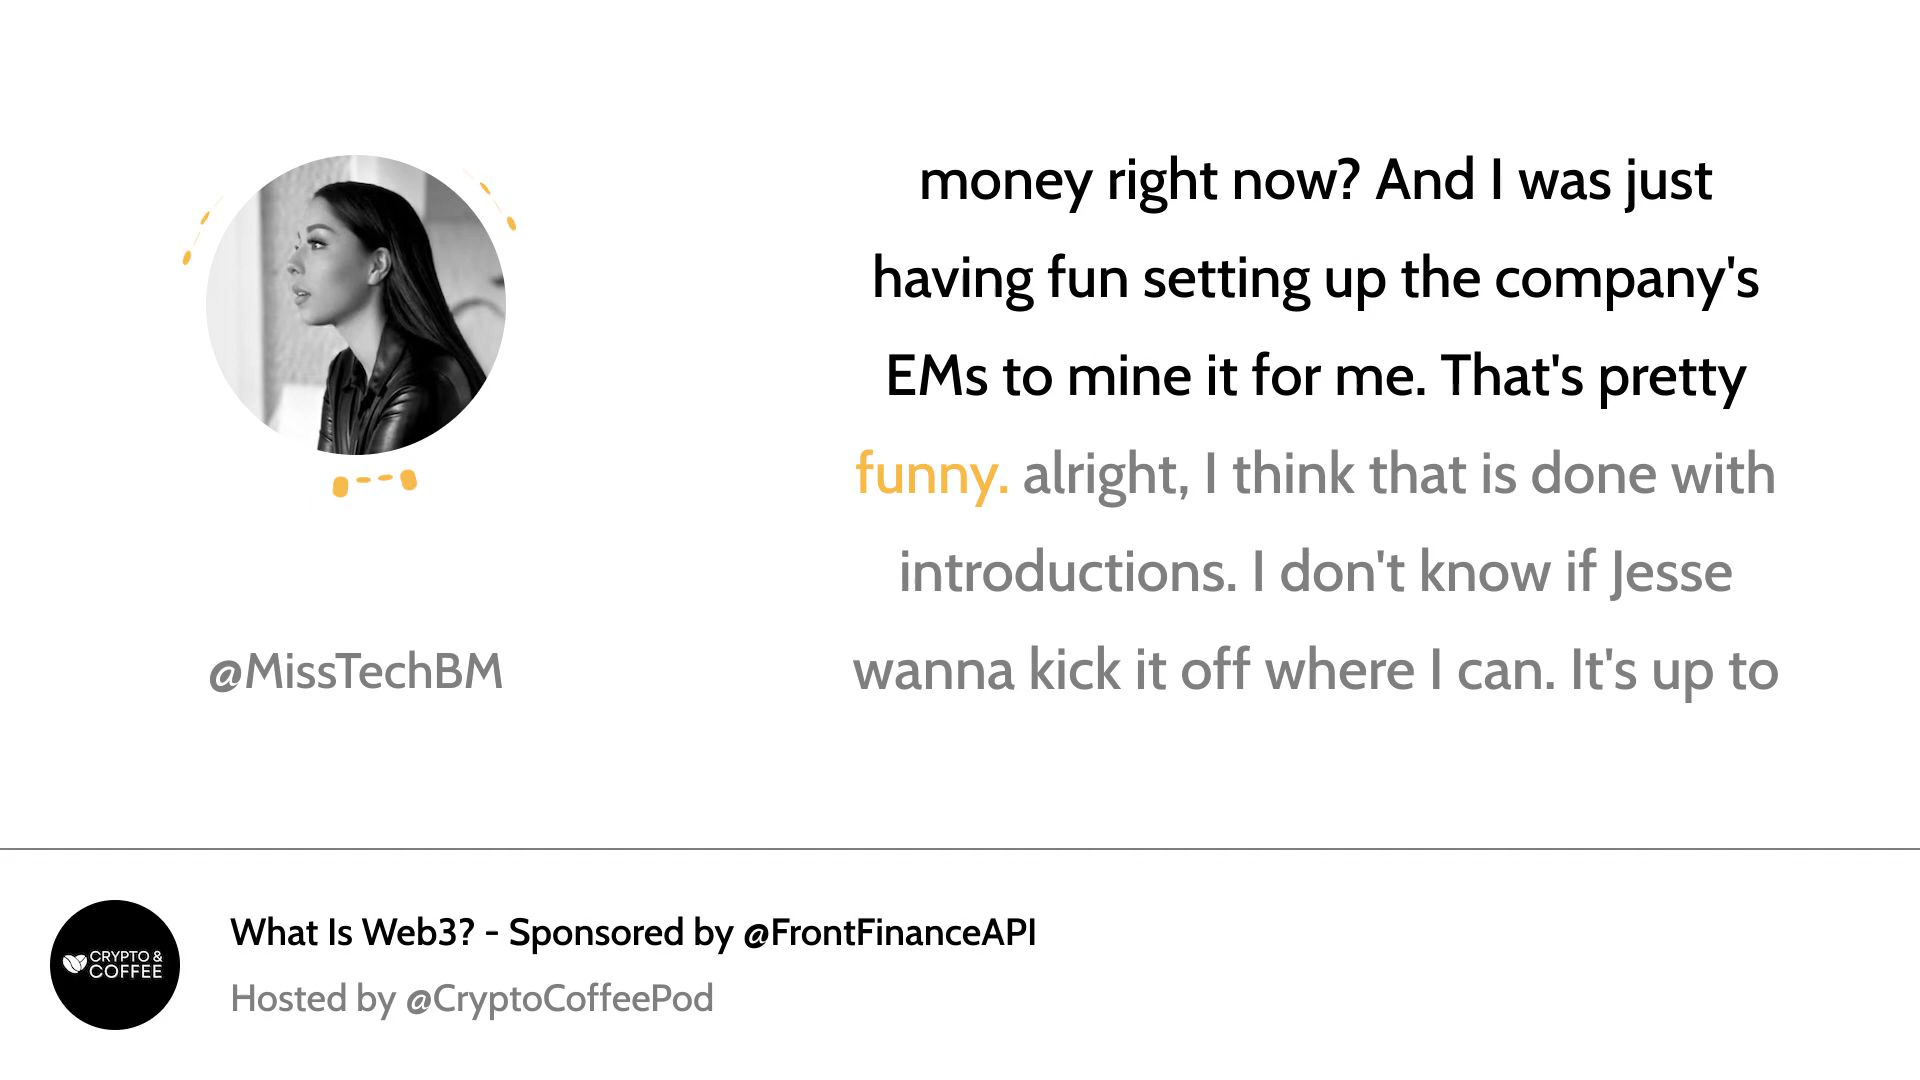 money right now? And I was just
having fun setting up the company's
EMs to mine it for me. That's pretty
funny. alright, I think that is done with
introductions. I don't know if Jesse
wanna kick it off where I can. It's up to
@MissTechBM
CRYPTO &
COFFEE
What Is Web3? - Sponsored by @FrontFinanceAPI
Hosted by @CryptoCoffeePod